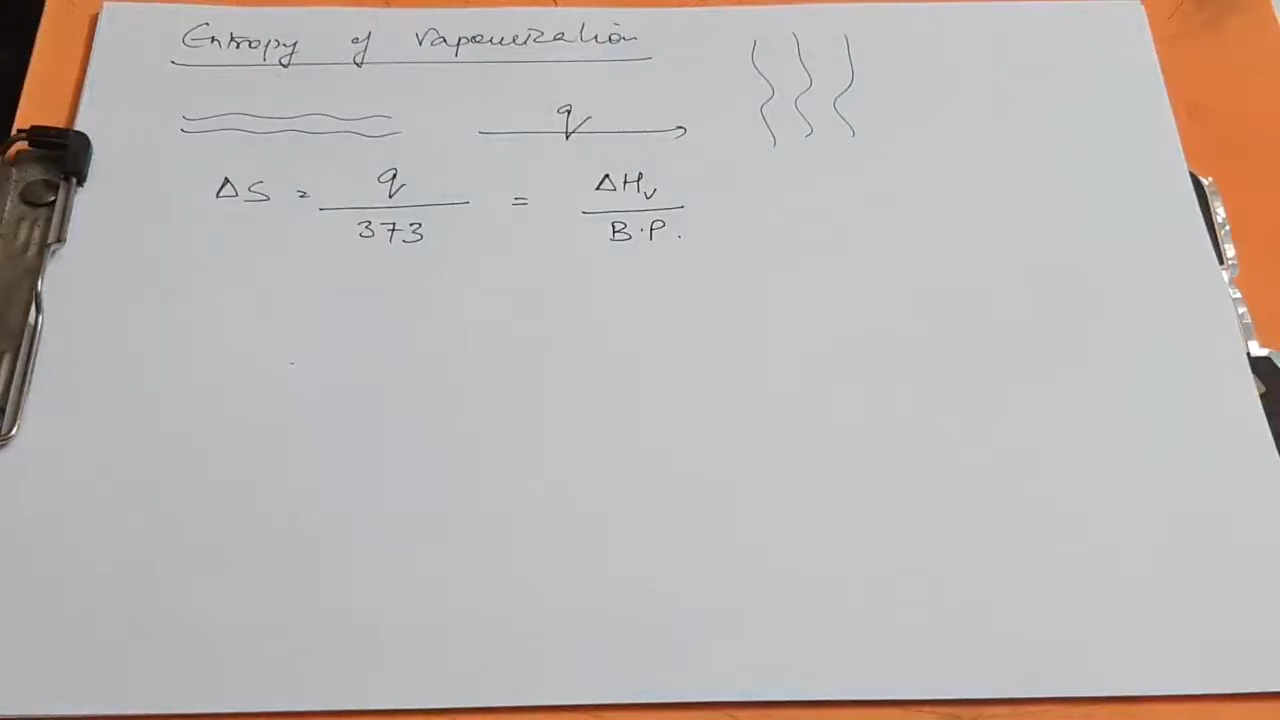 Entropy of vapourization
q
ΔS = q / 373 = ΔHv / B.P.